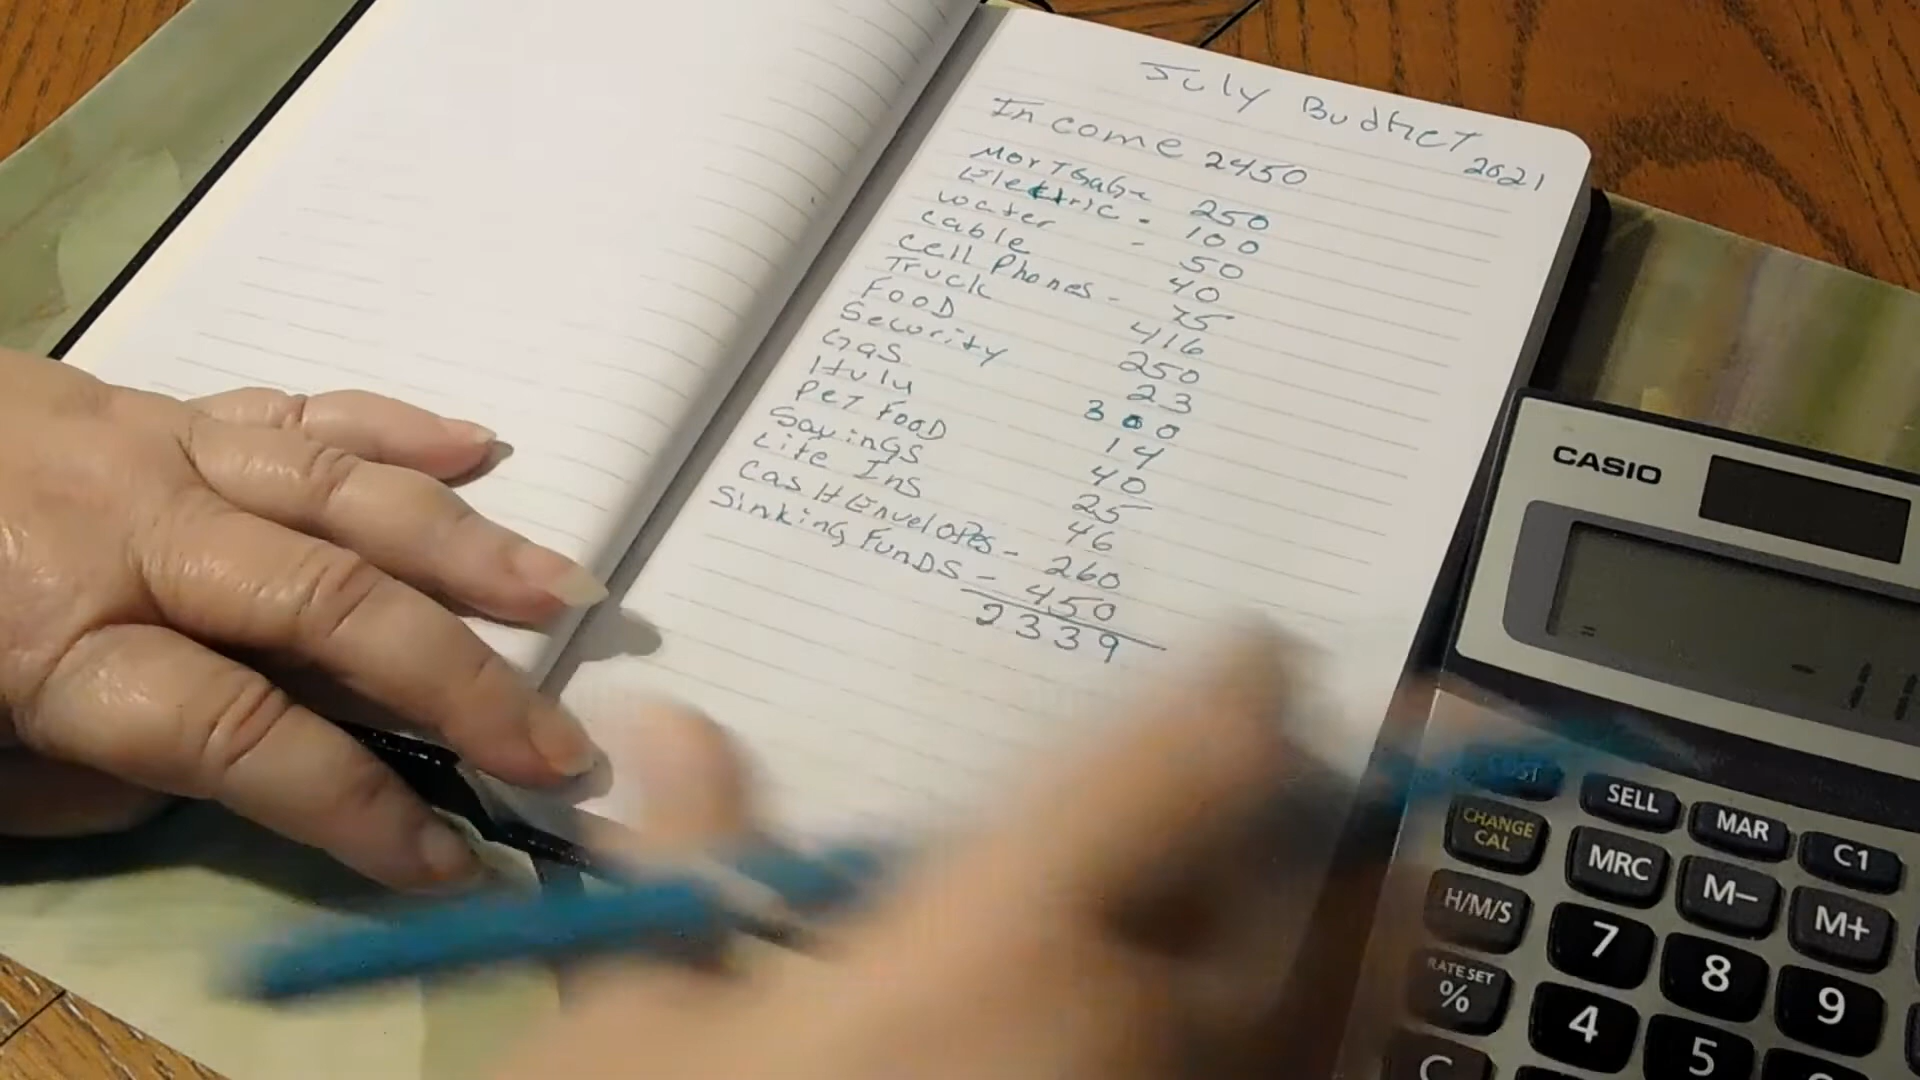 July Budget
2021
Income 2450
Mortgage 250
Electric - 100
Water - 50
Cable 40
Cell Phones - 75
Truck 416
Food 250
Security 23
Gas 300
Hulu 14
Pet Food 40
Savings 25
Life Ins 46
Cash Envelopes - 260
Sinking Funds - 450
2339
CASIO
SELL
MAR
C1
CHANGE
CAL
MRC
M−
M+
H/M/S
7
8
9
RATE SET
%
4
5
C